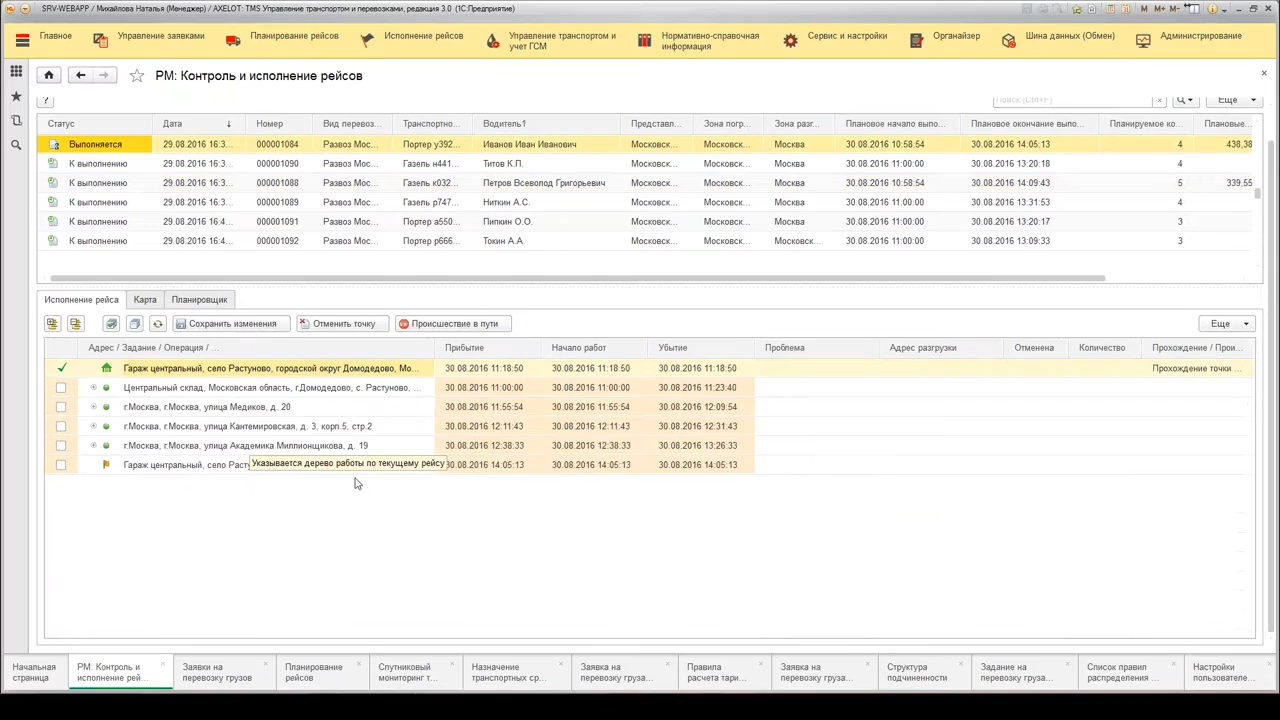 SRV-WEBAPP / Михайлова Наталья (Менеджер) / AXELOT: TMS Управление транспортом и перевозками, редакция 3.0 (1С:Предприятие)
M M+ M-
Главное Управление заявками Планирование рейсов Исполнение рейсов Управление транспортом и учет ГСМ Нормативно-справочная информация Сервис и настройки Органайзер Шина данных (Обмен) Администрирование
РМ: Контроль и исполнение рейсов
? Поиск (Ctrl+F) × Еще
Статус Дата ↓ Номер Вид перевоз... Транспортно... Водитель1 Представл... Зона погр... Зона разг... Плановое начало выпо... Плановое окончание выпо... Планируемое ко... Плановые...
Выполняется 29.08.2016 16:3... 000001084 Развоз Мос... Портер у392... Иванов Иван Иванович Московск... Московск... Москва 30.08.2016 10:58:54 30.08.2016 14:05:13 4 438,38
К выполнению 29.08.2016 16:3... 000001087 Развоз Мос... Газель н441... Титов К.П. Московск... Московск... Москва 30.08.2016 11:00:00 30.08.2016 13:20:18 4
К выполнению 29.08.2016 16:3... 000001088 Развоз Мос... Газель к032... Петров Всеволод Григорьевич Московск... Московск... Москва 30.08.2016 10:58:54 30.08.2016 14:09:43 5 339,55
К выполнению 29.08.2016 16:3... 000001089 Развоз Мос... Газель р747... Ниткин А.С. Московск... Московск... Москва 30.08.2016 11:00:00 30.08.2016 13:31:53 4
К выполнению 29.08.2016 16:4... 000001091 Развоз Мос... Портер а550... Пипкин О.О. Московск... Московск... Москва 30.08.2016 11:00:00 30.08.2016 13:20:17 3
К выполнению 29.08.2016 16:4... 000001092 Развоз Мос... Портер р666... Токин А.А. Московск... Московск... Московск... 30.08.2016 11:00:00 30.08.2016 13:09:33 3
Исполнение рейса Карта Планировщик
Сохранить изменения Отменить точку Происшествие в пути Еще
Адрес / Задание / Операция / ... Прибытие Начало работ Убытие Проблема Адрес разгрузки Отменена Количество Прохождение / Прои...
Гараж центральный, село Растуново, городской округ Домодедово, Мо... 30.08.2016 11:18:50 30.08.2016 11:18:50 30.08.2016 11:18:50 Прохождение точки ...
Центральный склад, Московская область, г.Домодедово, с. Растуново, ... 30.08.2016 11:00:00 30.08.2016 11:00:00 30.08.2016 11:23:40
г.Москва, г.Москва, улица Медиков, д. 20 30.08.2016 11:55:54 30.08.2016 11:55:54 30.08.2016 12:09:54
г.Москва, г.Москва, улица Кантемировская, д. 3, корп.5, стр.2 30.08.2016 12:11:43 30.08.2016 12:11:43 30.08.2016 12:31:43
г.Москва, г.Москва, улица Академика Миллионщикова, д. 19 30.08.2016 12:38:33 30.08.2016 12:38:33 30.08.2016 13:26:33
Гараж центральный, село Расту Указывается дерево работы по текущему рейсу 30.08.2016 14:05:13 30.08.2016 14:05:13 30.08.2016 14:05:13
Начальная страница РМ: Контроль и исполнение рей... Заявки на перевозку грузов Планирование рейсов Спутниковый мониторинг т... Назначение транспортных ср... Заявка на перевозку груза... Правила расчета тари... Заявка на перевозку груза... Структура подчиненности Задание на перевозку груза... Список правил распределения ... Настройки пользователе...